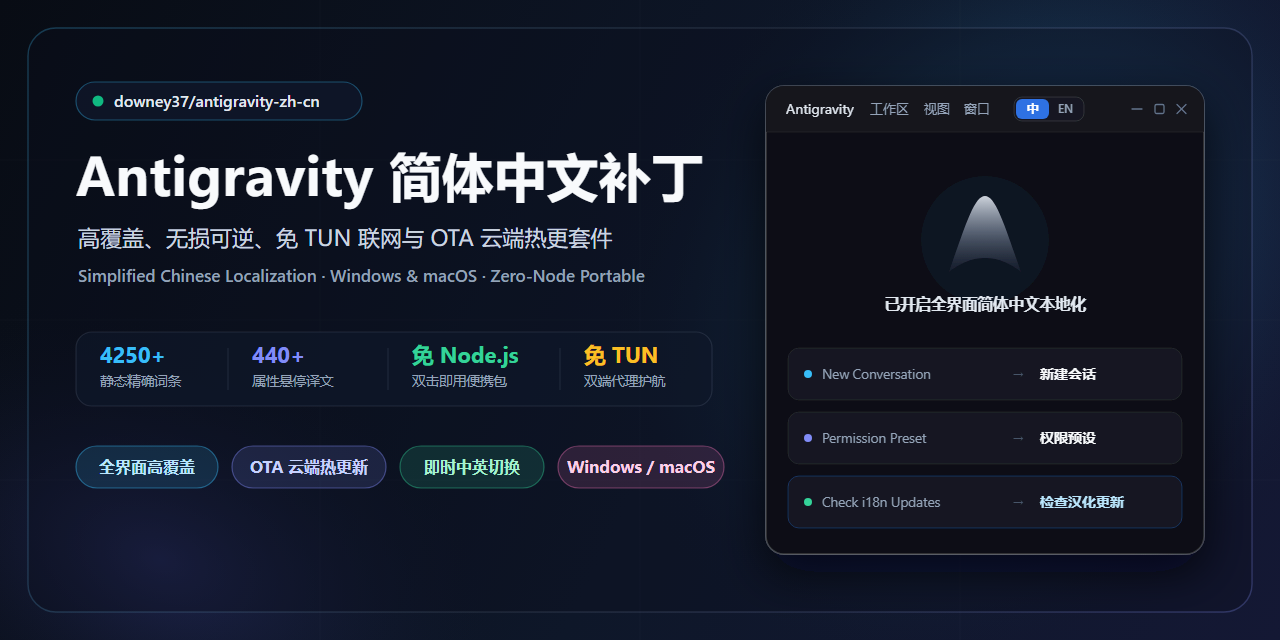 downey37/antigravity-zh-cn
Antigravity 简体中文补丁
高覆盖、无损可逆、免 TUN 联网与 OTA 云端热更套件
Simplified Chinese Localization · Windows & macOS · Zero-Node Portable
4250+ 440+ 免 Node.js 免 TUN
静态精确词条 属性悬停译文 双击即用便携包 双端代理护航
全界面高覆盖 OTA 云端热更新 即时中英切换 Windows / macOS
Antigravity 工作区 视图 窗口 中 EN
已开启全界面简体中文本地化
New Conversation → 新建会话
Permission Preset → 权限预设
Check i18n Updates → 检查汉化更新